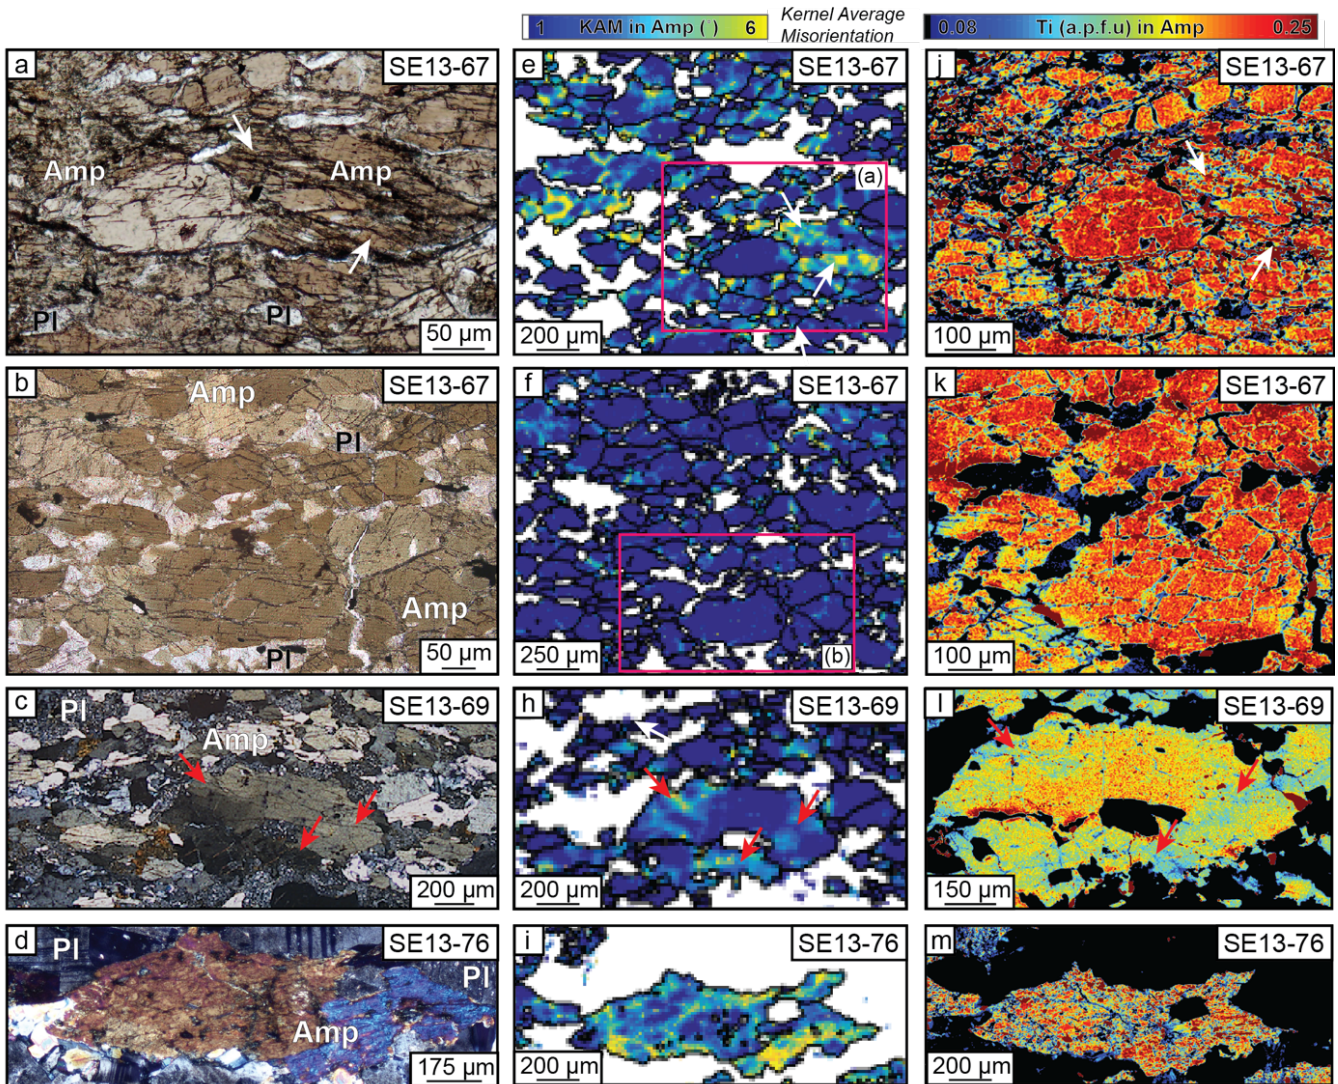 1 KAM in Amp (°) 6
Kernel Average
Misorientation
0.08 Ti (a.p.f.u) in Amp 0.25
a SE13-67
Amp Amp
Pl Pl
50 µm
e SE13-67
(a)
200 µm
j SE13-67
100 µm
b SE13-67
Amp
Pl
Amp
Pl
50 µm
f SE13-67
(b)
250 µm
k SE13-67
100 µm
c SE13-69
Pl
Amp
200 µm
h SE13-69
200 µm
l SE13-69
150 µm
d SE13-76
Pl
Pl
Amp
175 µm
i SE13-76
200 µm
m SE13-76
200 µm